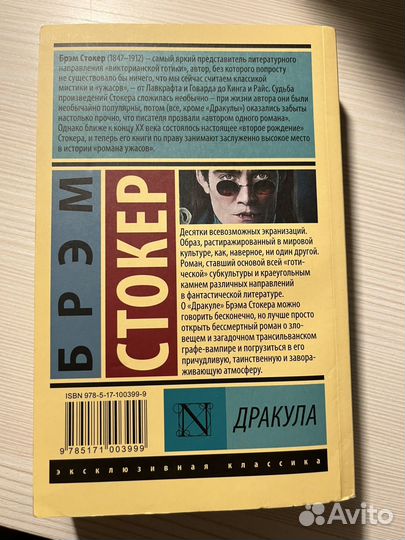 Брэм Стокер (1847–1912) – самый яркий представитель литературного
направления «викторианской готики», автор, без которого попросту
не существовало бы ничего, что мы сейчас считаем классикой
мистики и «ужасов», – от Лавкрафта и Говарда до Кинга и Райс. Судьба
произведений Стокера сложилась необычно – при жизни автора они были
необычайно популярны, потом (все, кроме «Дракулы») оказались забыты
настолько прочно, что писателя прозвали «автором одного романа».
Однако ближе к концу XX века состоялось настоящее «второе рождение»
Стокера, и теперь его книги по праву занимают заслуженно высокое место
в истории «романа ужасов».
БРЭМ
СТОКЕР
Десятки всевозможных экранизаций.
Образ, растиражированный в мировой
культуре, как, наверное, ни один другой.
Роман, ставший основой всей «готи-
ческой» субкультуры и краеугольным
камнем различных направлений
в фантастической литературе.
О «Дракуле» Брэма Стокера можно
говорить бесконечно, но лучше просто
открыть бессмертный роман о зло-
вещем и загадочном трансильванском
графе-вампире и погрузиться в его
причудливую, таинственную и завора-
живающую атмосферу.
ISBN 978-5-17-100399-9
9 785171 003999
N
ДРАКУЛА
эксклюзивная классика
Avito